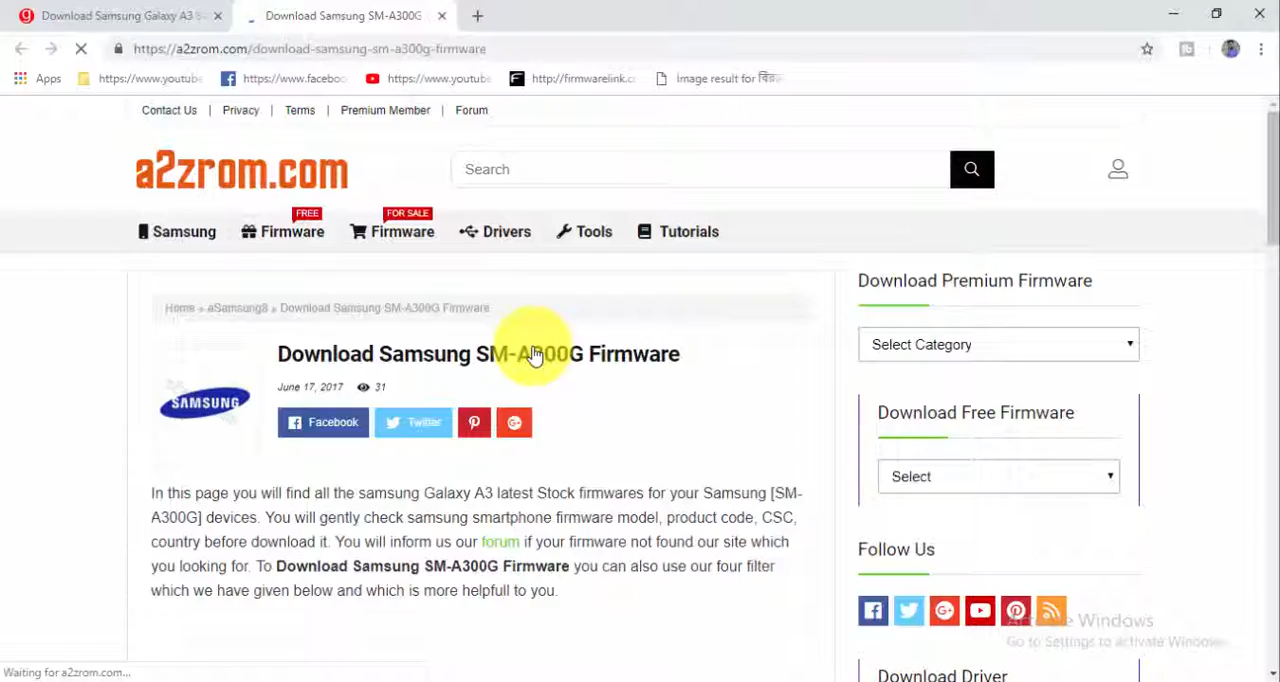 Download Samsung Galaxy A3
Download Samsung SM-A300G
https://a2zrom.com/download-samsung-sm-a300g-firmware
Apps
https://www.youtube
https://www.facebo
https://www.youtube
http://firmwarelink.c
Image result for
Contact Us | Privacy | Terms | Premium Member | Forum
a2zrom.com
Search
FREE
FOR SALE
Samsung Firmware Firmware Drivers Tools Tutorials
Home » aSamsung8 » Download Samsung SM-A300G Firmware
Download Samsung SM-A300G Firmware
June 17, 2017 31
SAMSUNG
Facebook
Twitter
In this page you will find all the samsung Galaxy A3 latest Stock firmwares for your Samsung [SM-
A300G] devices. You will gently check samsung smartphone firmware model, product code, CSC,
country before download it. You will inform us our forum if your firmware not found our site which
you looking for. To Download Samsung SM-A300G Firmware you can also use our four filter
which we have given below and which is more helpfull to you.
Download Premium Firmware
Select Category
Download Free Firmware
Select
Follow Us
Activate Windows
Go to Settings to activate Windows.
Download Driver
Waiting for a2zrom.com...